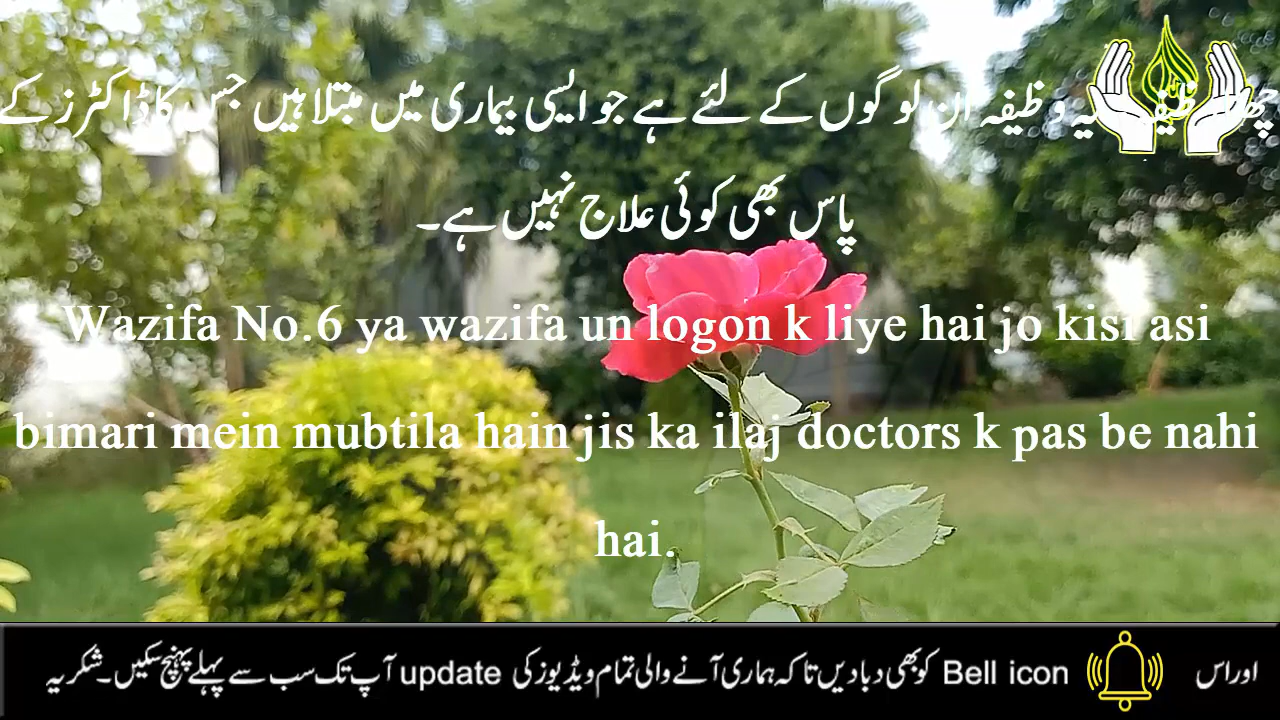 یہ وظیفہ ان لوگوں کے لئے ہے جو ایسی بیماری میں مبتلا ہیں جس کا ڈاکٹرز کے
پاس بھی کوئی علاج نہیں ہے۔
Wazifa No.6 ya wazifa un logon k liye hai jo kisi asi
bimari mein mubtila hain jis ka ilaj doctors k pas be nahi
hai.
اور اس Bell icon کو بھی دبا دیں تا کہ ہماری آنے والی تمام ویڈیوز کی update آپ تک سب سے پہلے پہنچ سکیں۔ شکریہ